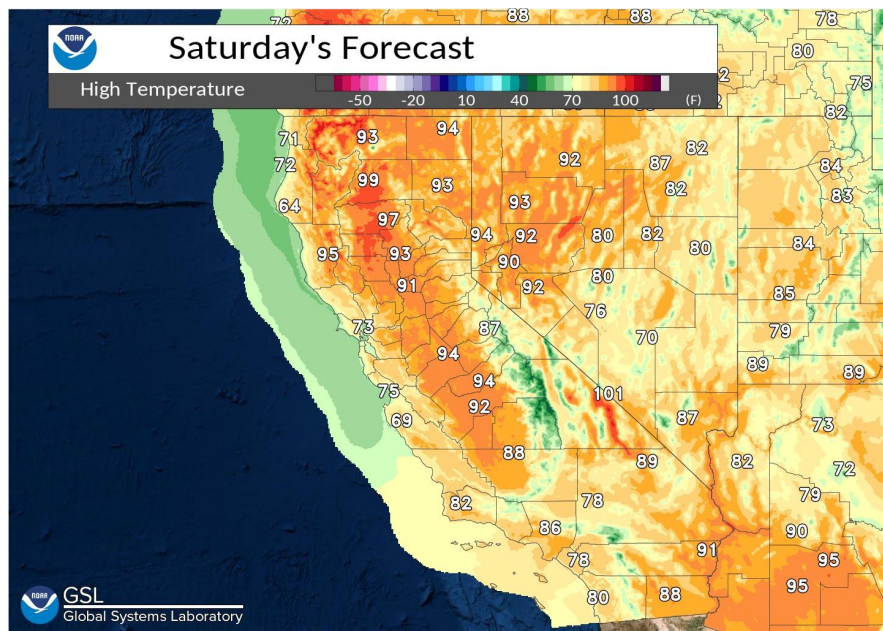 72 88 88 78
NOAA
Saturday's Forecast
80
High Temperature
75
-50 -20 10 40 70 100 (F)
82
71 93 94 82
72 92 87 84
99 93 82 83
64 97 93
95 93 94 92 80 82 80 84
91 90 80
92 76 85
73 87 70 79
94 89 89
75 94 101
69 92 87 73
88 89 82 72
82 78 79
86 90
78 91 95
80 88 95
NOAA
GSL
Global Systems Laboratory